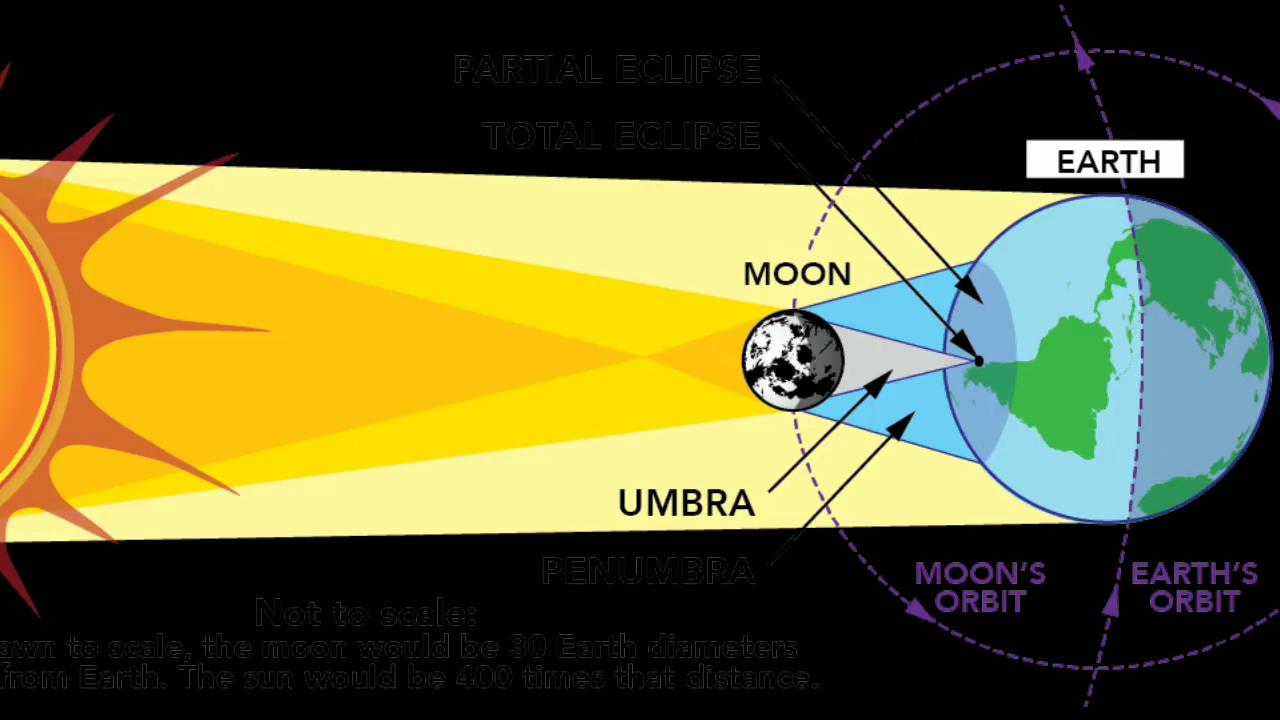 PARTIAL ECLIPSE
TOTAL ECLIPSE
EARTH
MOON
UMBRA
PENUMBRA
MOON'S
ORBIT
EARTH'S
ORBIT
Not to scale:
awn to scale, the moon would be 30 Earth diameters
from Earth. The sun would be 400 times that distance.